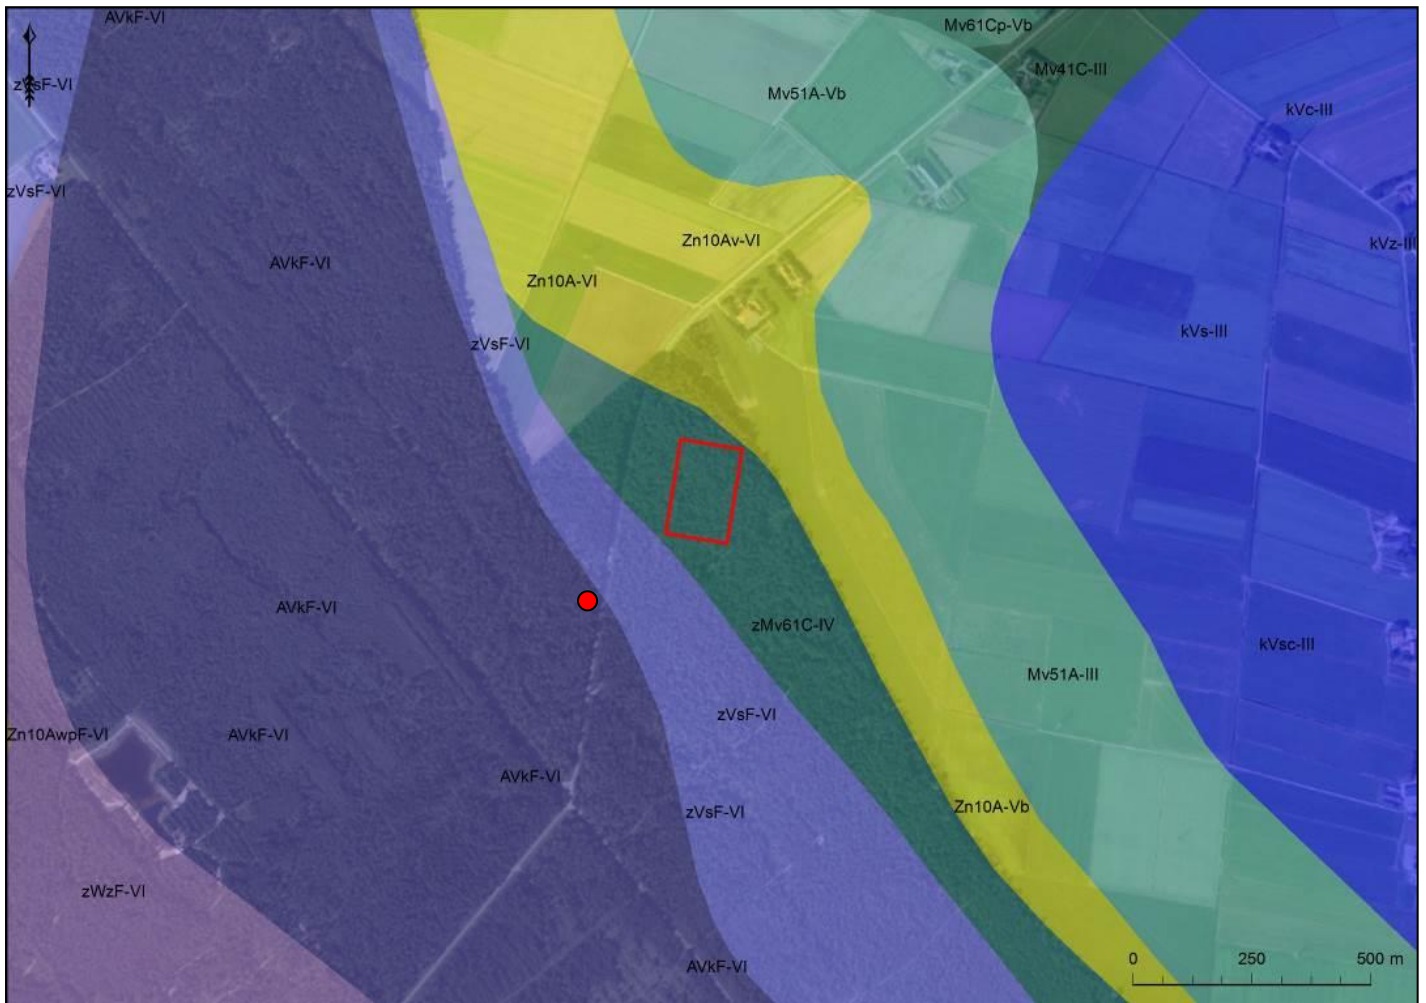 AVkF-VI
Mv61Cp-Vb
Mv41C-III
zVsF-VI
Mv51A-Vb
kVc-III
zVsF-VI
Zn10Av-VI
kVz-III
AVkF-VI
Zn10A-VI
kVs-III
zVsF-VI
AVkF-VI
zMv61C-IV
kVsc-III
Mv51A-III
zVsF-VI
Zn10AwpF-VI
AVkF-VI
AVkF-VI
Zn10A-Vb
zVsF-VI
zWzF-VI
AVkF-VI
0 250 500 m